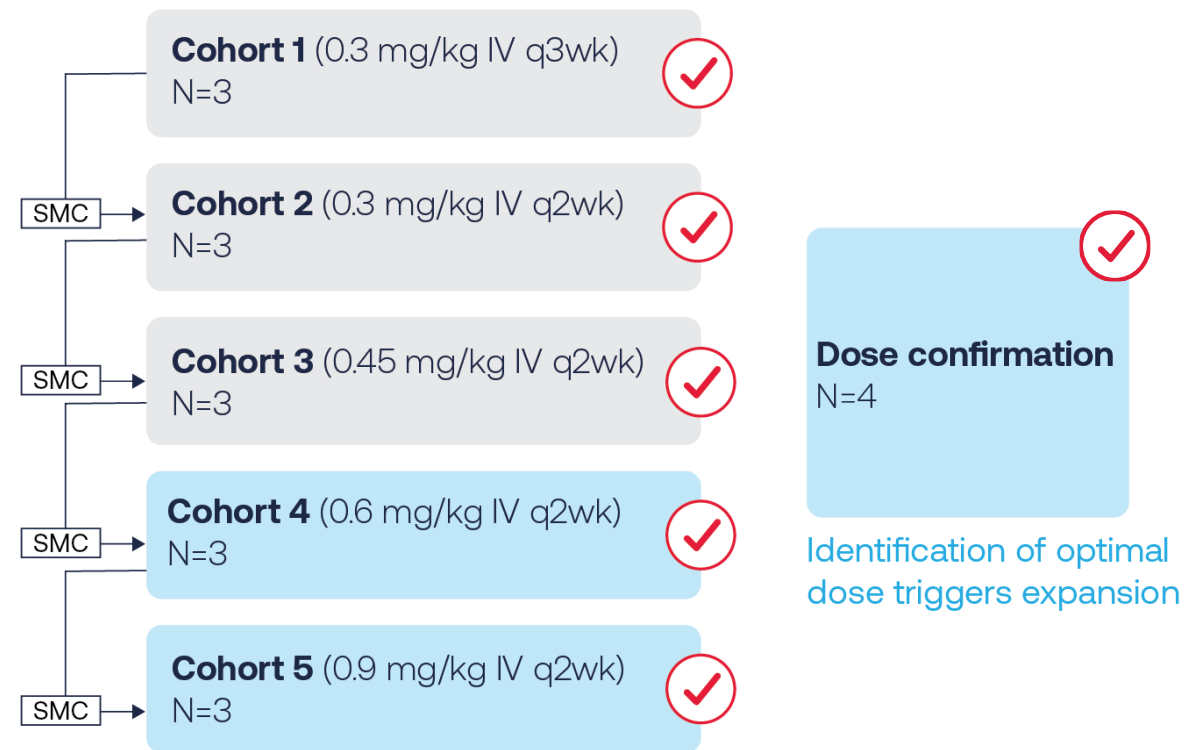 Cohort 1 (0.3 mg/kg IV q3wk)
N=3
SMC
Cohort 2 (0.3 mg/kg IV q2wk)
N=3
SMC
Cohort 3 (0.45 mg/kg IV q2wk)
N=3
SMC
Cohort 4 (0.6 mg/kg IV q2wk)
N=3
SMC
Cohort 5 (0.9 mg/kg IV q2wk)
N=3
Dose confirmation
N=4
Identification of optimal
dose triggers expansion